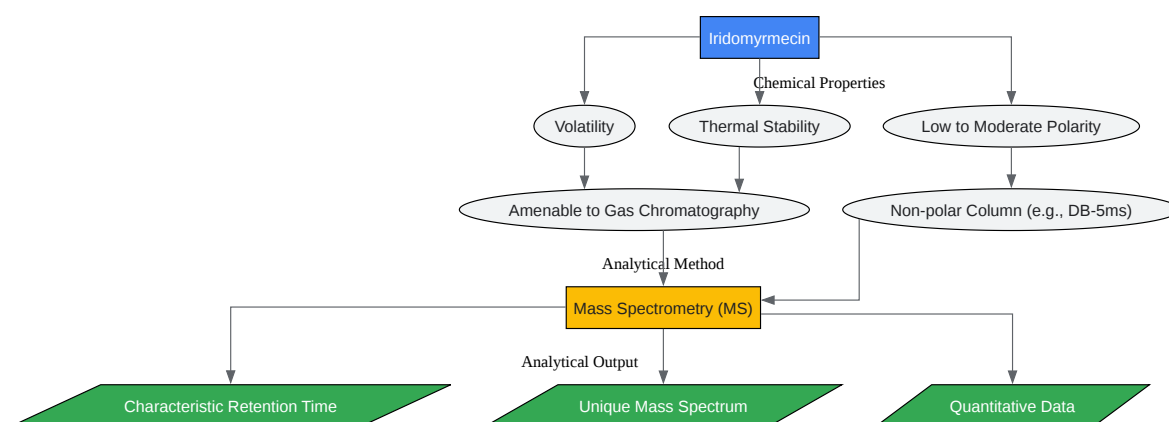 Iridomyrmecin
Chemical Properties
Volatility
Thermal Stability
Low to Moderate Polarity
Amenable to Gas Chromatography
Non-polar Column (e.g., DB-5ms)
Analytical Method
Mass Spectrometry (MS)
Analytical Output
Characteristic Retention Time
Unique Mass Spectrum
Quantitative Data